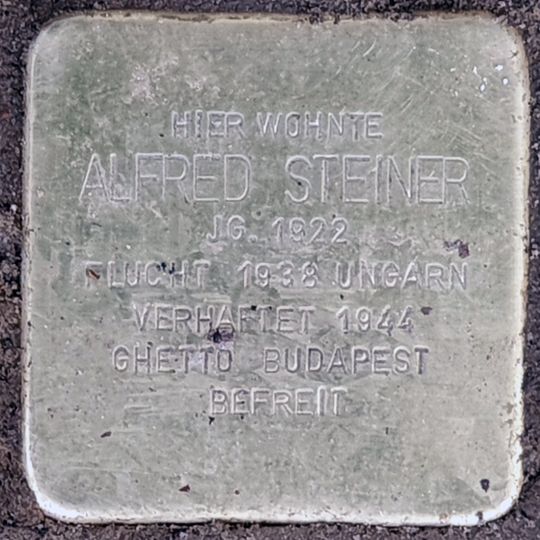 HIER WOHNTE
ALFRED STEINER
JG. 1922
FLUCHT 1938 UNGARN
VERHAFTET 1944
GHETTO BUDAPEST
BEFREIT